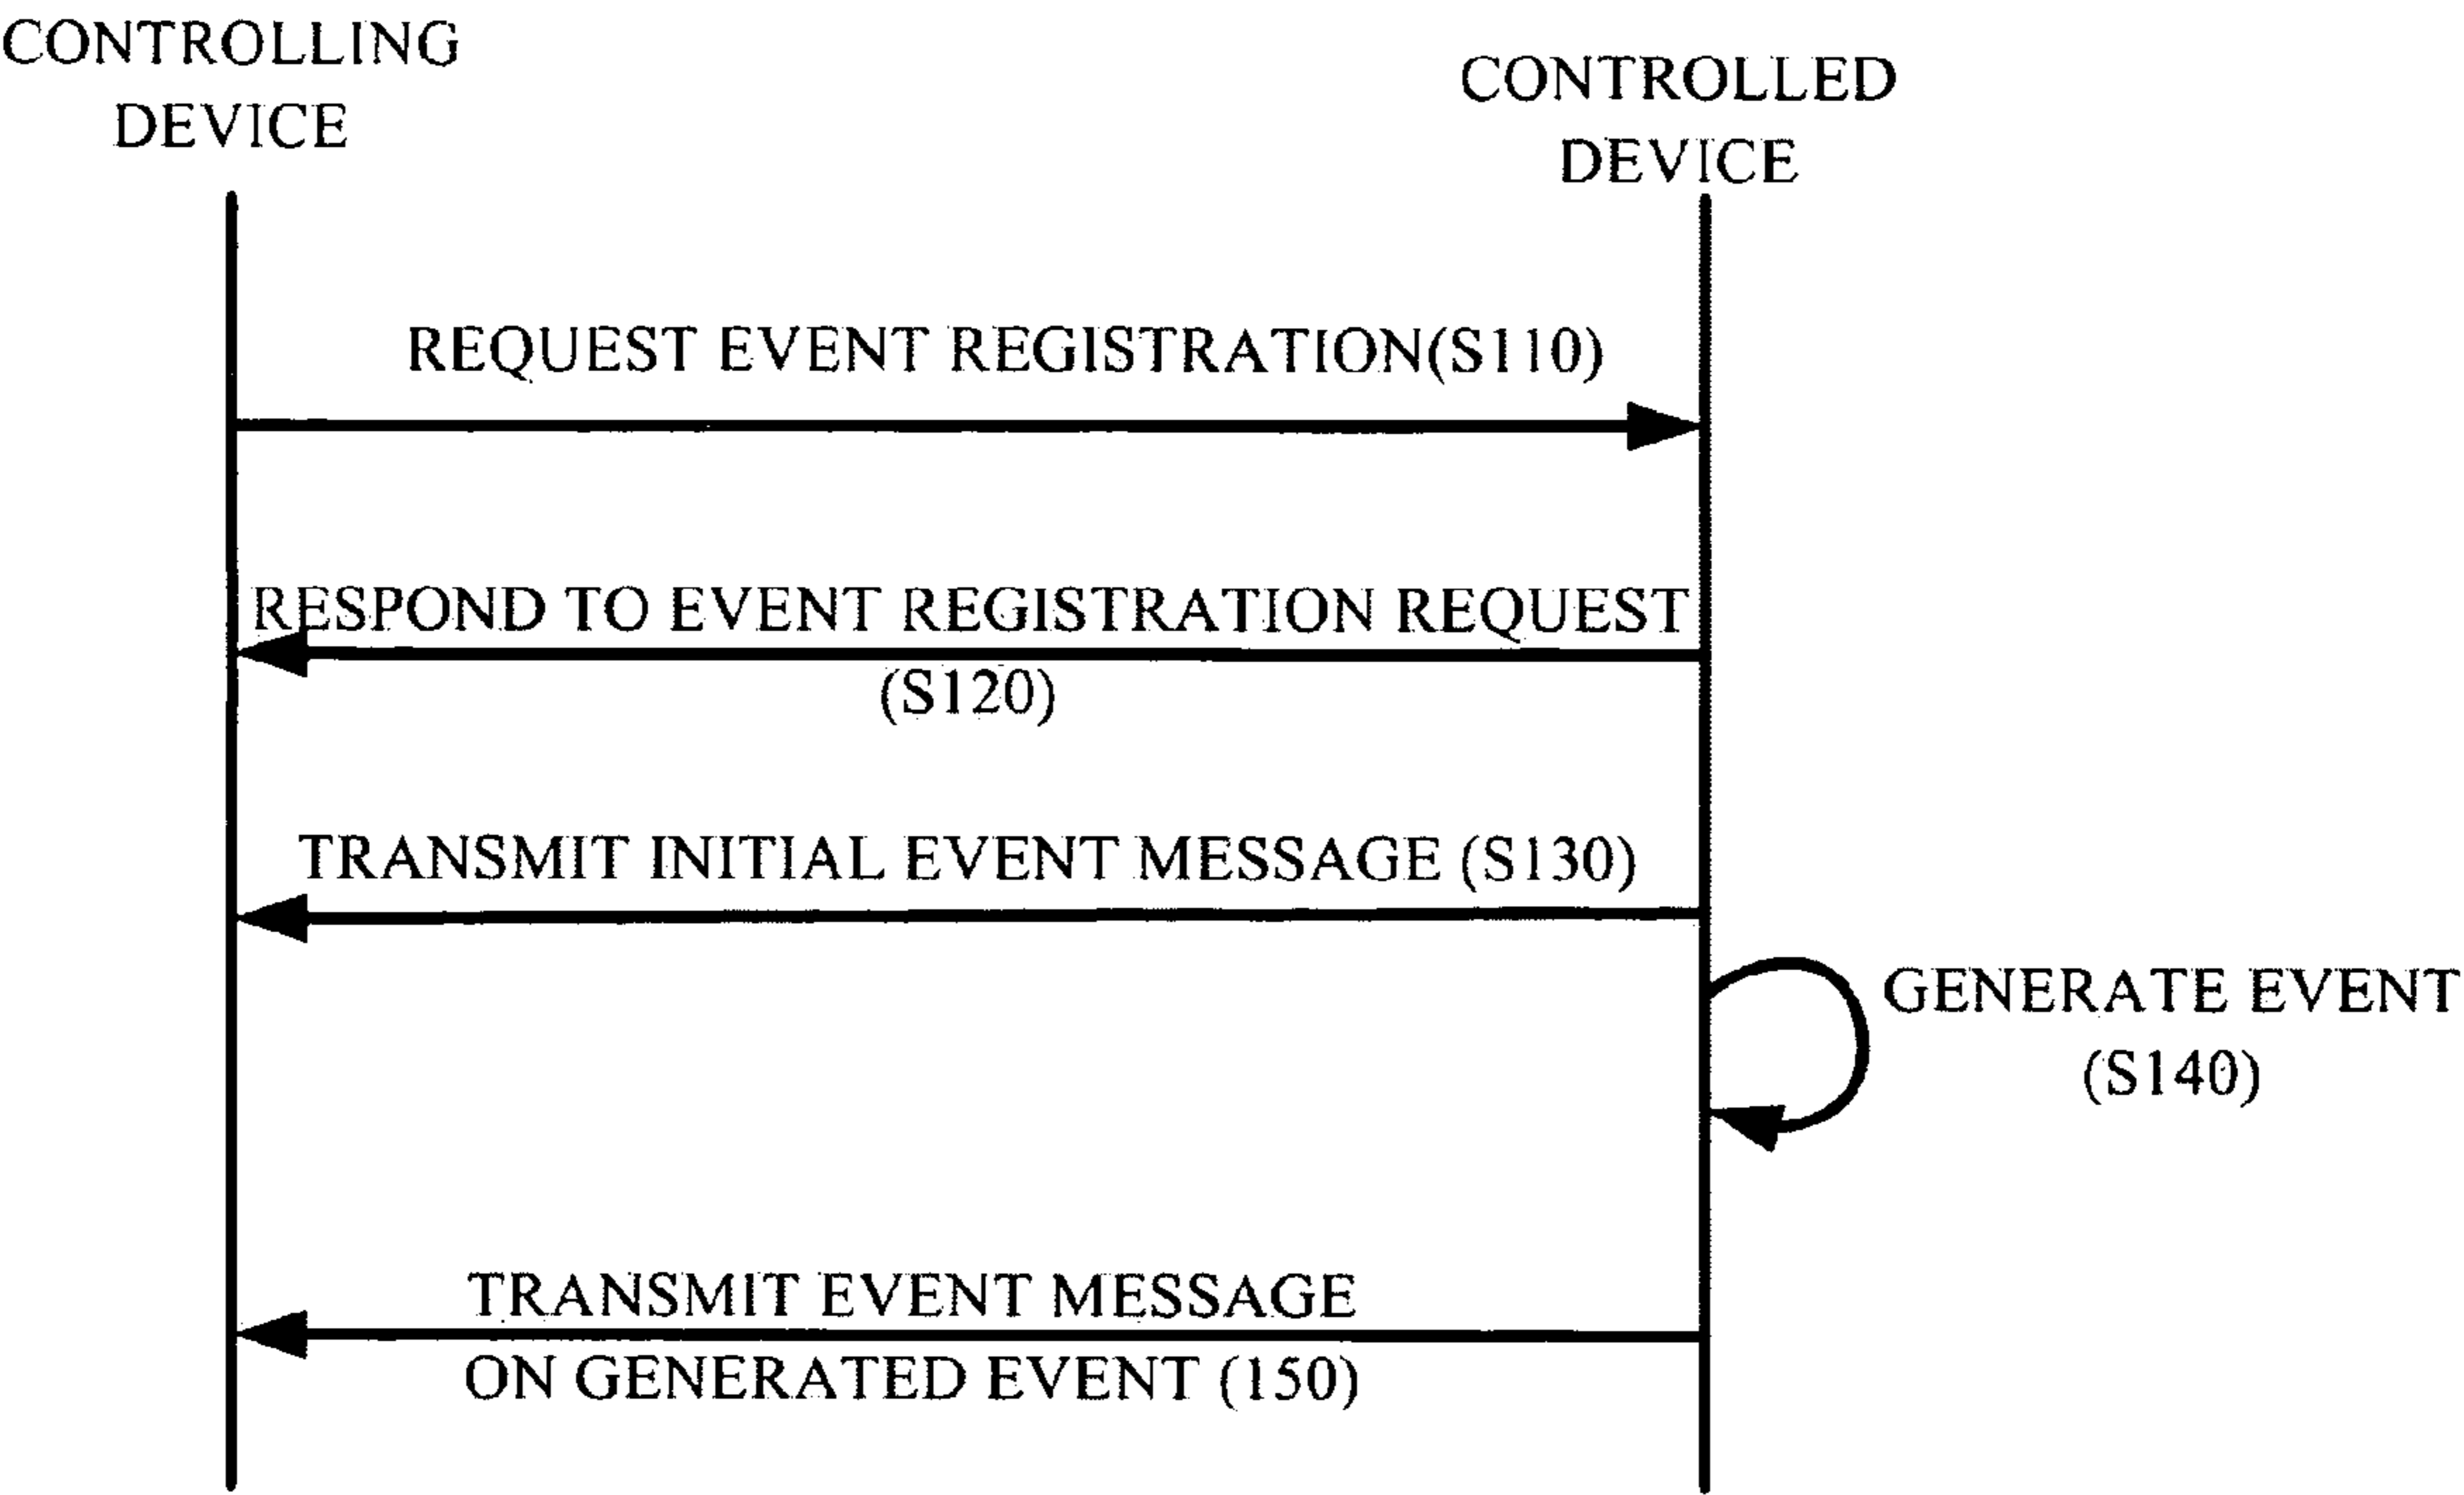 CONTROLLING
DEVICE
CONTROLLED
DEVICE
REQUEST EVENT REGISTRATION(S110)
RESPOND TO EVENT REGISTRATION REQUEST
(S120)
TRANSMIT INITIAL EVENT MESSAGE (S130)
GENERATE EVENT
(S140)
TRANSMIT EVENT MESSAGE
ON GENERATED EVENT (150)